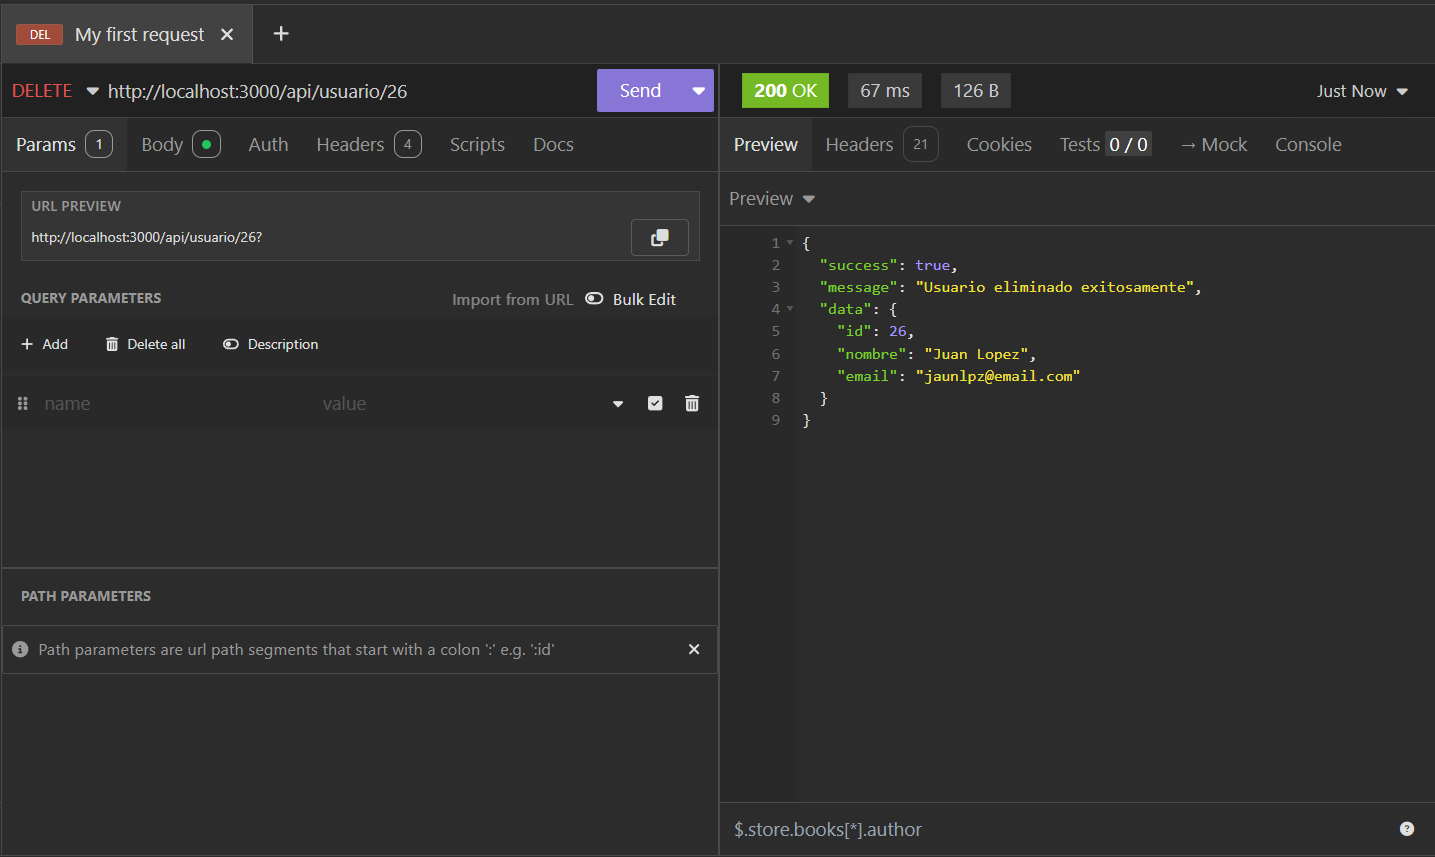 DEL My first request
DELETE http://localhost:3000/api/usuario/26 Send
Params 1 Body Auth Headers 4 Scripts Docs
URL PREVIEW
http://localhost:3000/api/usuario/26?
QUERY PARAMETERS Import from URL Bulk Edit
Add Delete all Description
name value
PATH PARAMETERS
Path parameters are url path segments that start with a colon ':' e.g. ':id'
200 OK 67 ms 126 B Just Now
Preview Headers 21 Cookies Tests 0 / 0 → Mock Console
Preview
1 {
2 "success": true,
3 "message": "Usuario eliminado exitosamente",
4 "data": {
5 "id": 26,
6 "nombre": "Juan Lopez",
7 "email": "jaunlpz@email.com"
8 }
9 }
$.store.books[*].author